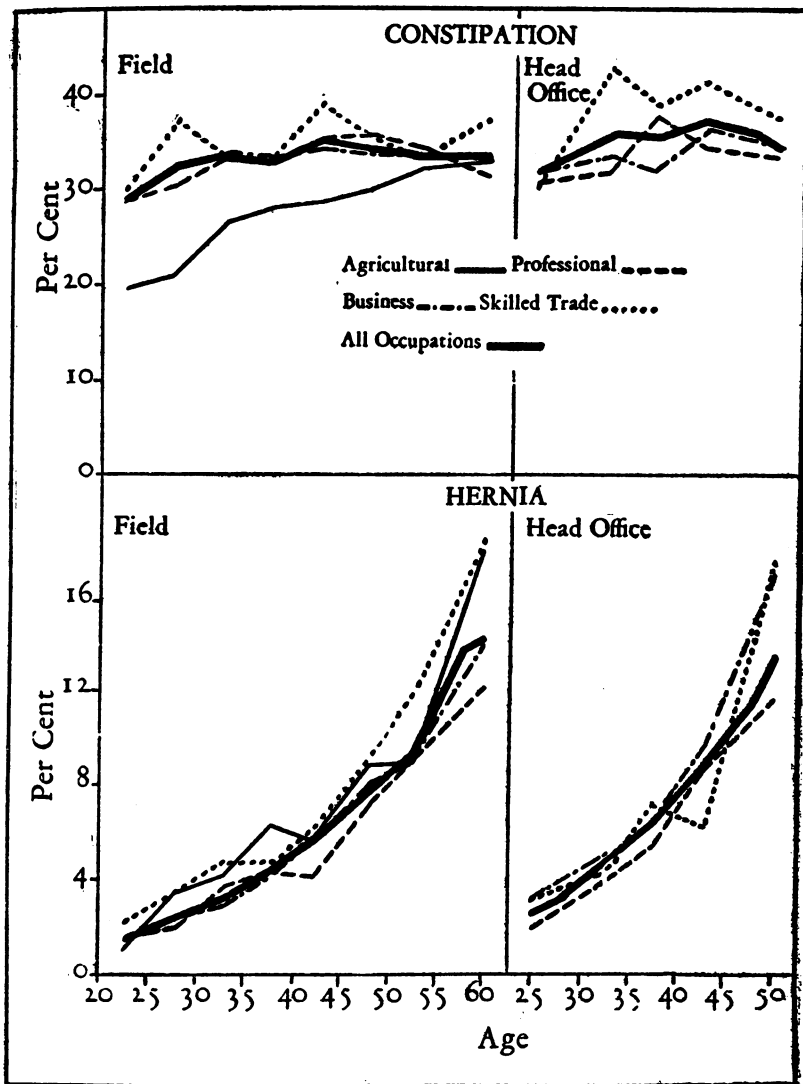 CONSTIPATION
Field
Head
Office
40
30
20
10
0
Per Cent
Agricultural Professional
Business Skilled Trade
All Occupations
HERNIA
Field
Head Office
16
12
8
4
0
Per Cent
20 25 30 35 40 45 50 55 60 25 30 35 40 45 50
Age